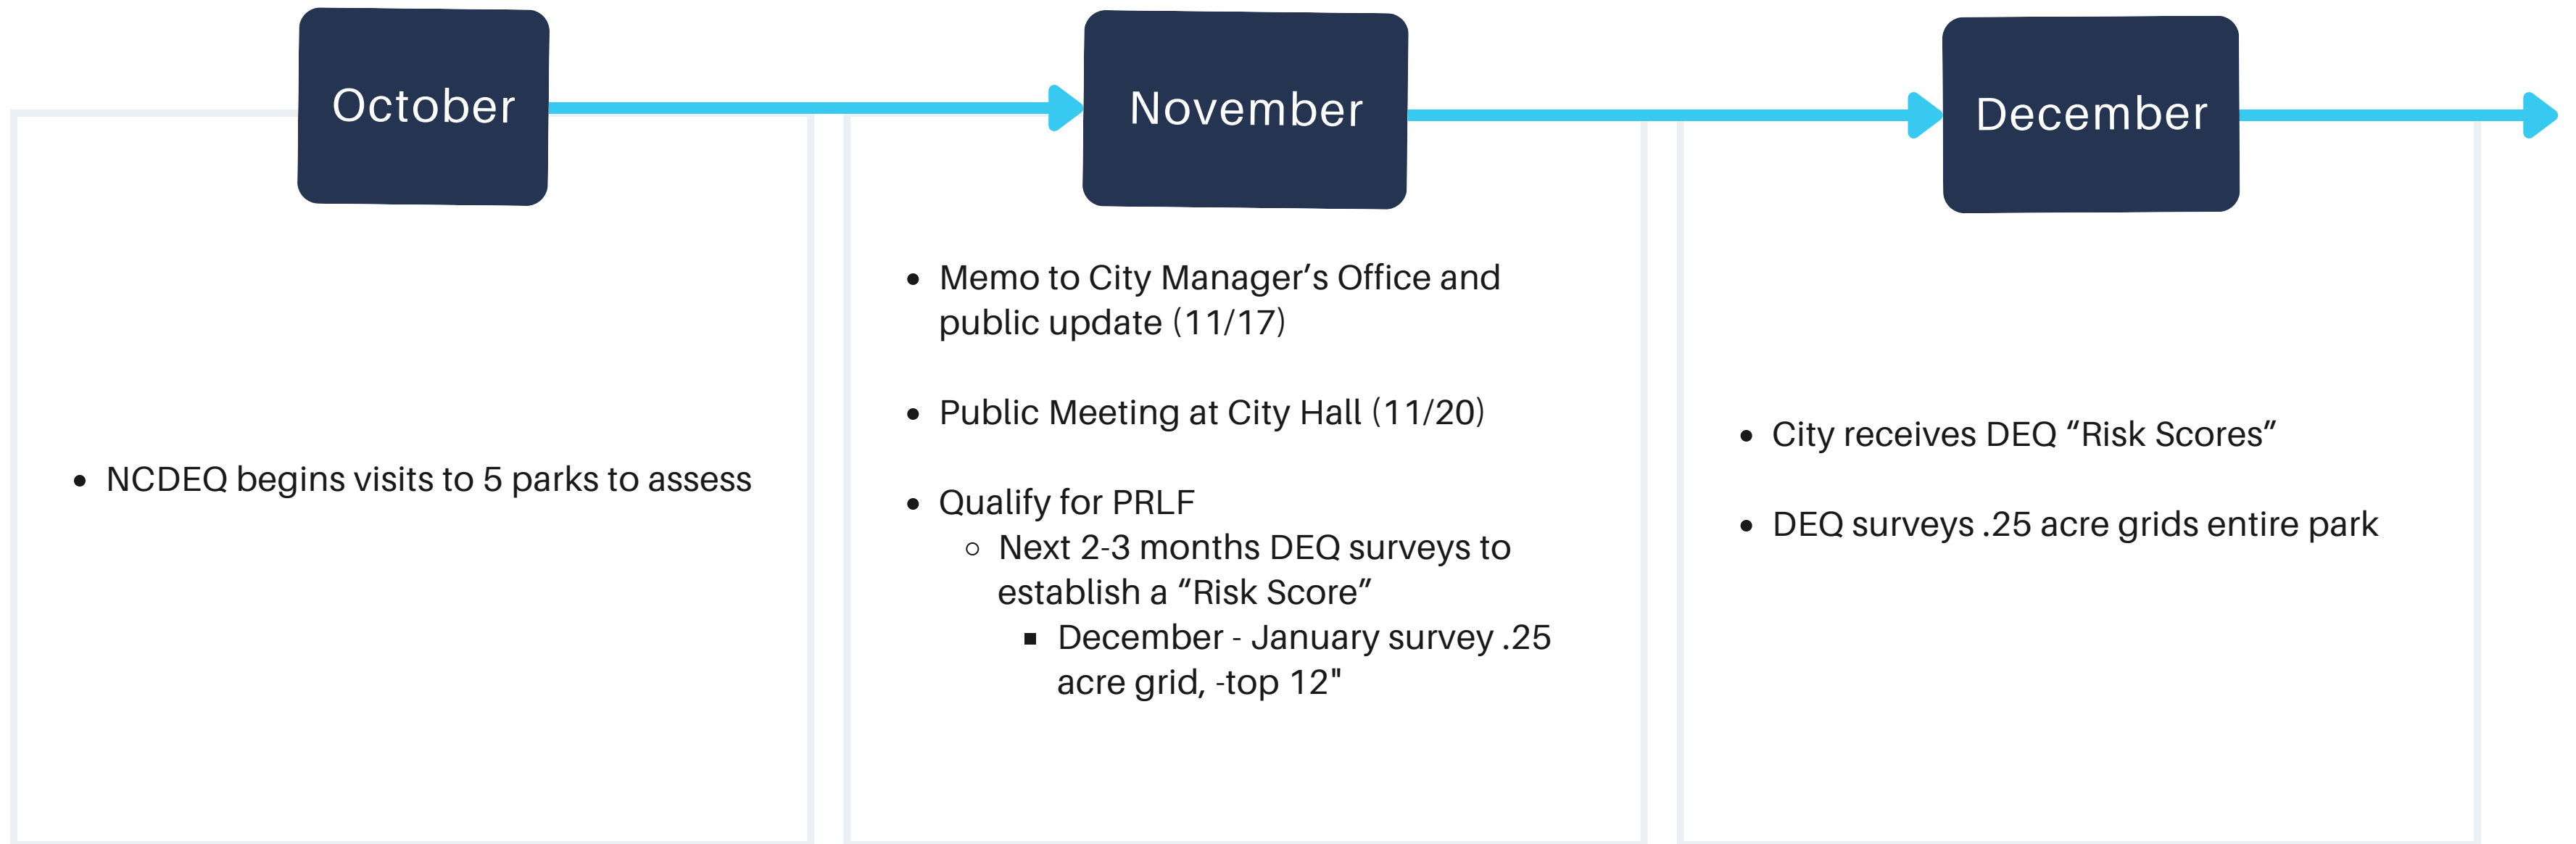 October
NCDEQ begins visits to 5 parks to assess
November
Memo to City Manager’s Office and
public update (11/17)
Public Meeting at City Hall (11/20)
Qualify for PRLF
Next 2-3 months DEQ surveys to
establish a “Risk Score”
December - January survey .25
acre grid, -top 12"
December
City receives DEQ “Risk Scores”
DEQ surveys .25 acre grids entire park